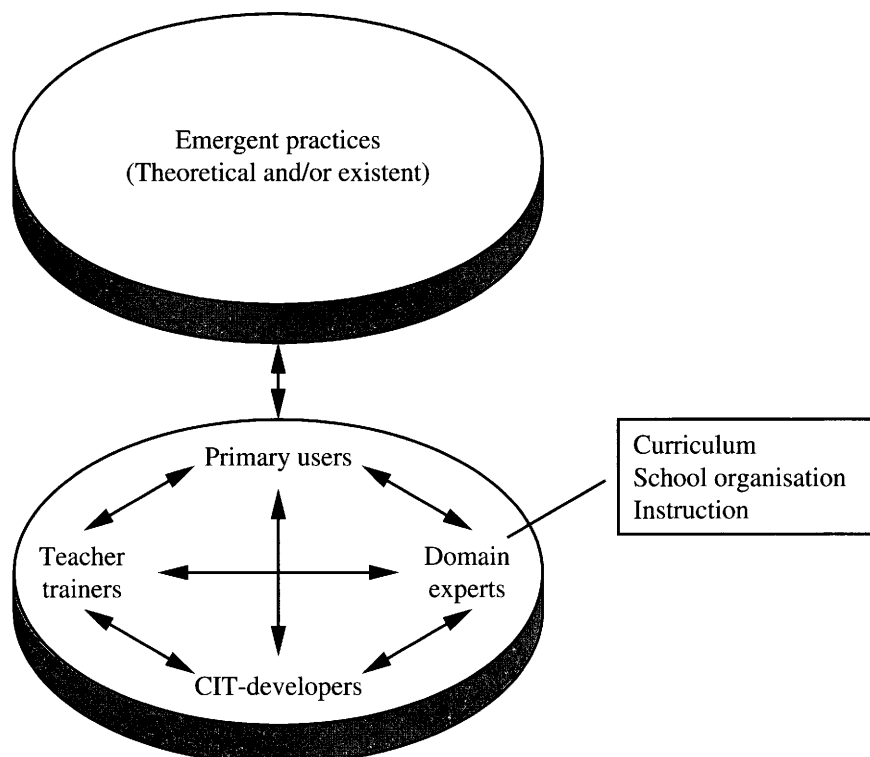 Emergent practices
(Theoretical and/or existent)
Primary users
Curriculum
School organisation
Instruction
Teacher
trainers
Domain
experts
CIT-developers